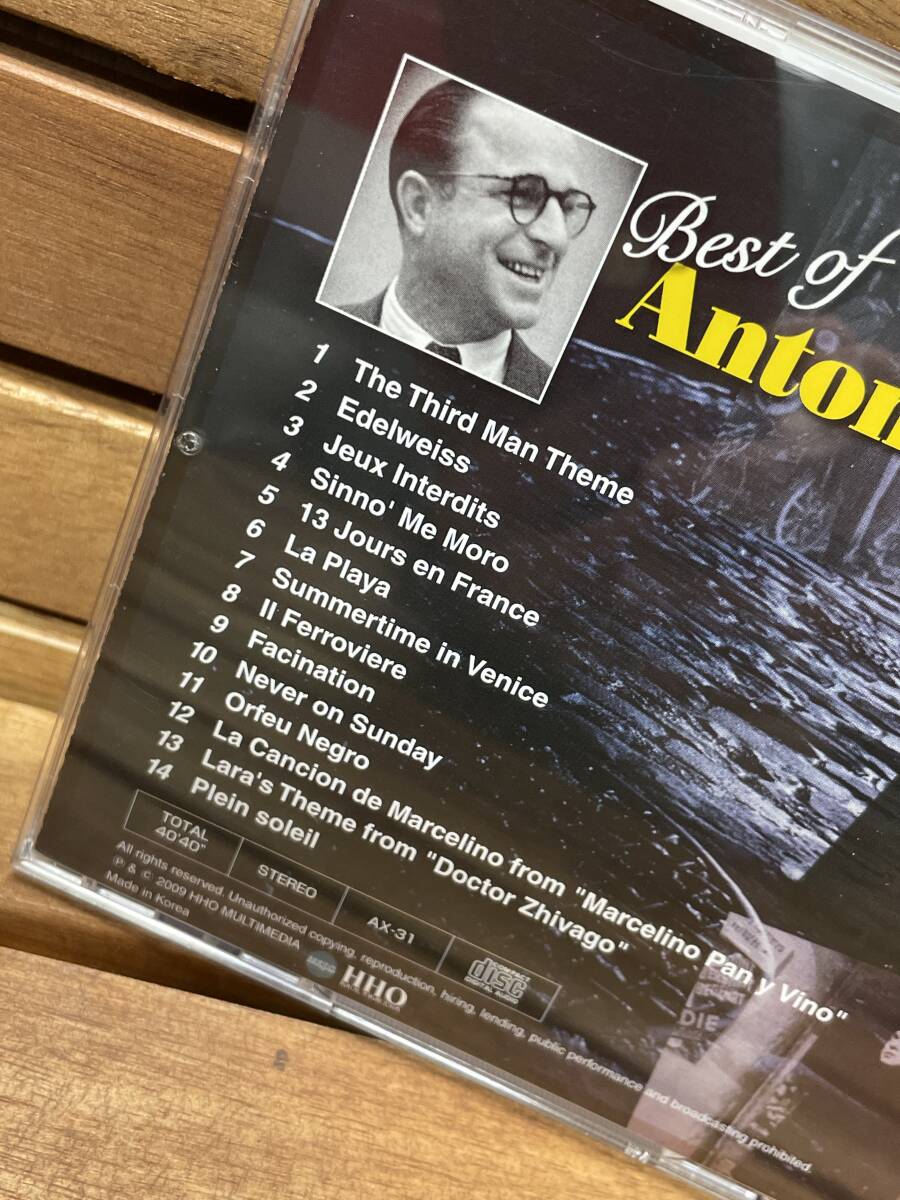 Best of
Anton
1 The Third Man Theme
2 Edelweiss
3 Jeux Interdits
4 Sinno' Me Moro
5 13 Jours en France
6 La Playa
7 Summertime in Venice
8 Il Ferroviere
9 Facination
10 Never on Sunday
11 Orfeu Negro
12 La Cancion de Marcelino from "Marcelino Pan y Vino"
13 Lara's Theme from "Doctor Zhivago"
14 Plein soleil
TOTAL
40'40"
STEREO
AX-31
COMPACT
disc
DIGITAL AUDIO
All rights reserved. Unauthorized copying, reproduction, hiring, lending, public performance and broadcasting prohibited.
℗ & © 2009 HHO MULTIMEDIA
Made in Korea
HHO
DIE